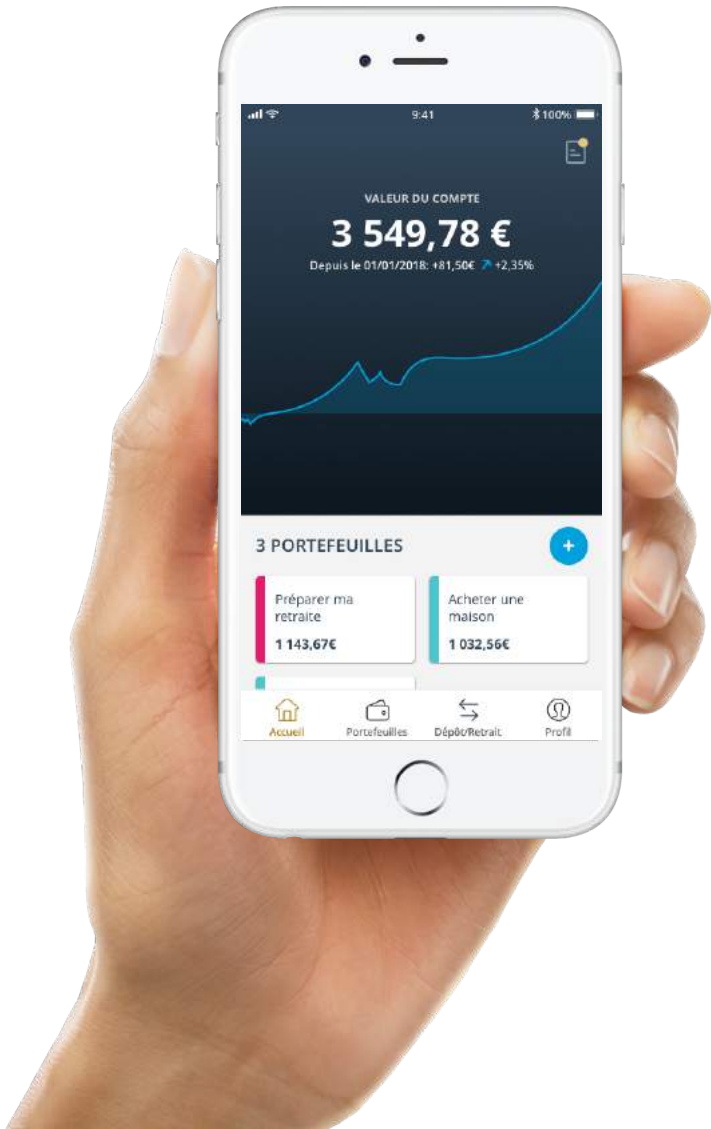 9:41
100%
VALEUR DU COMPTE
3 549,78 €
Depuis le 01/01/2018: +81,50€ +2,35%
3 PORTEFEUILLES
+
Préparer ma
retraite
1 143,67€
Acheter une
maison
1 032,56€
Accueil
Portefeuilles
Dépôt/Retrait
Profil